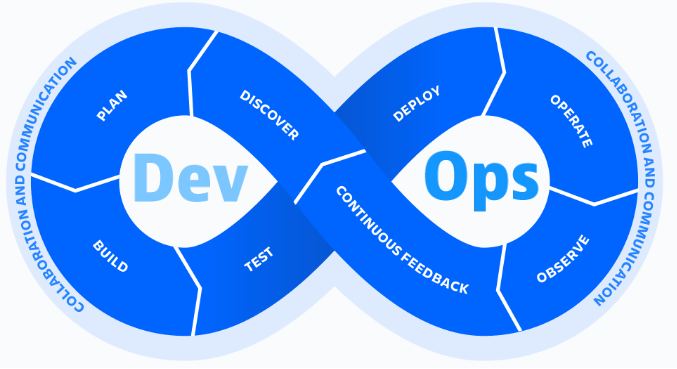 COLLABORATION AND COMMUNICATION
PLAN
DISCOVER
DEPLOY
OPERATE
COLLABORATION AND COMMUNICATION
Dev
Ops
BUILD
TEST
CONTINUOUS FEEDBACK
OBSERVE